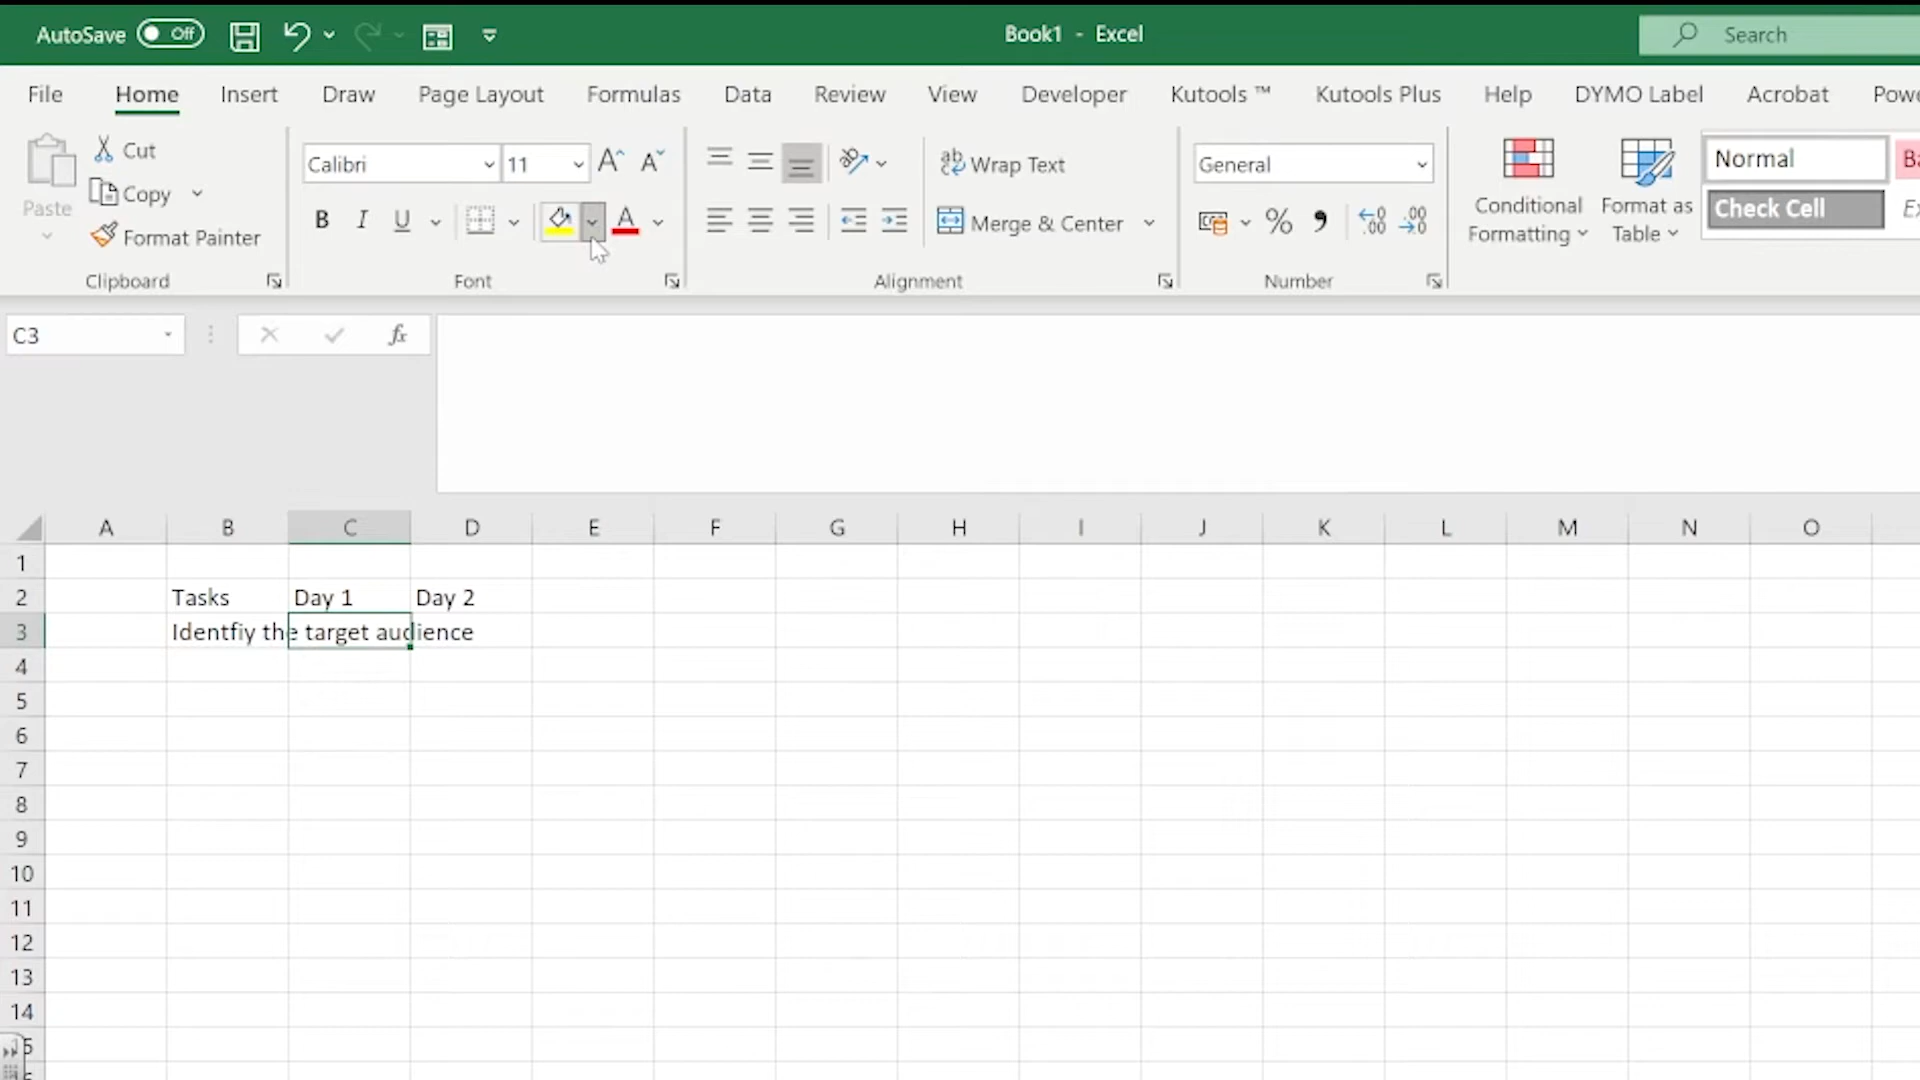 AutoSave Off Book1 - Excel Search
File Home Insert Draw Page Layout Formulas Data Review View Developer Kutools ™ Kutools Plus Help DYMO Label Acrobat
Paste
Cut
Copy
Format Painter
Clipboard
Calibri 11
B I U A
Font
Wrap Text
Merge & Center
Alignment
General
%
Number
Conditional Formatting
Format as Table
Normal
Check Cell
C3 fx
A B C D E F G H I J K L M N O
1
2 Tasks Day 1 Day 2
3 Identfiy the target audience
4
5
6
7
8
9
10
11
12
13
14